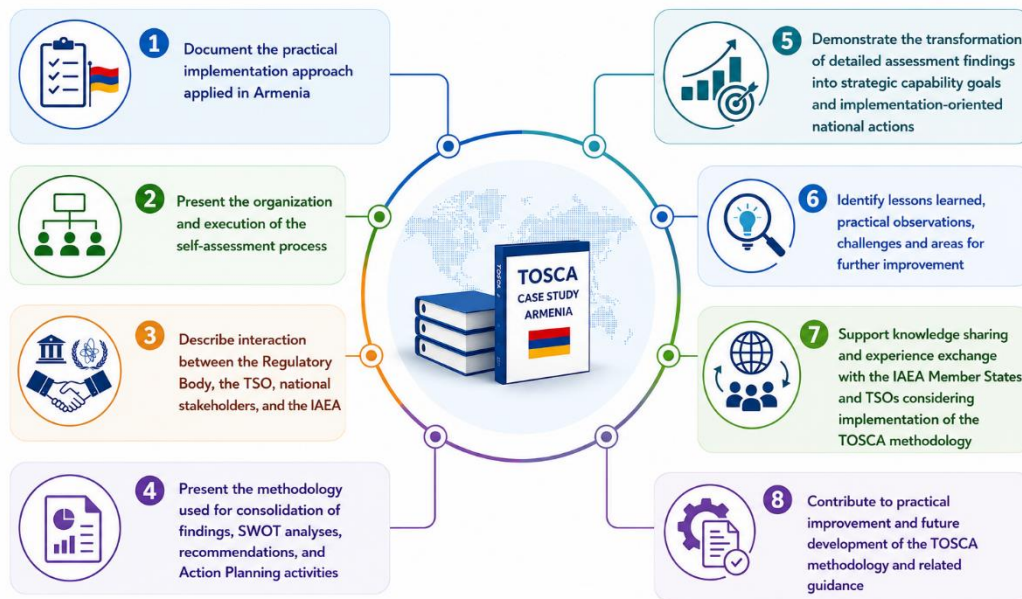 1
Document the practical
implementation approach
applied in Armenia
2
Present the organization
and execution of the
self-assessment process
3
Describe interaction
between the Regulatory
Body, the TSO, national
stakeholders, and the IAEA
4
Present the methodology
used for consolidation of
findings, SWOT analyses,
recommendations, and
Action Planning activities
TOSCA
TOSCA
CASE STUDY
ARMENIA
5
Demonstrate the transformation
of detailed assessment findings
into strategic capability goals
and implementation-oriented
national actions
6
Identify lessons learned,
practical observations,
challenges and areas for
further improvement
7
Support knowledge sharing
and experience exchange
with the IAEA Member States
and TSOs considering
implementation of the
TOSCA methodology
8
Contribute to practical
improvement and future
development of the TOSCA
methodology and related
guidance